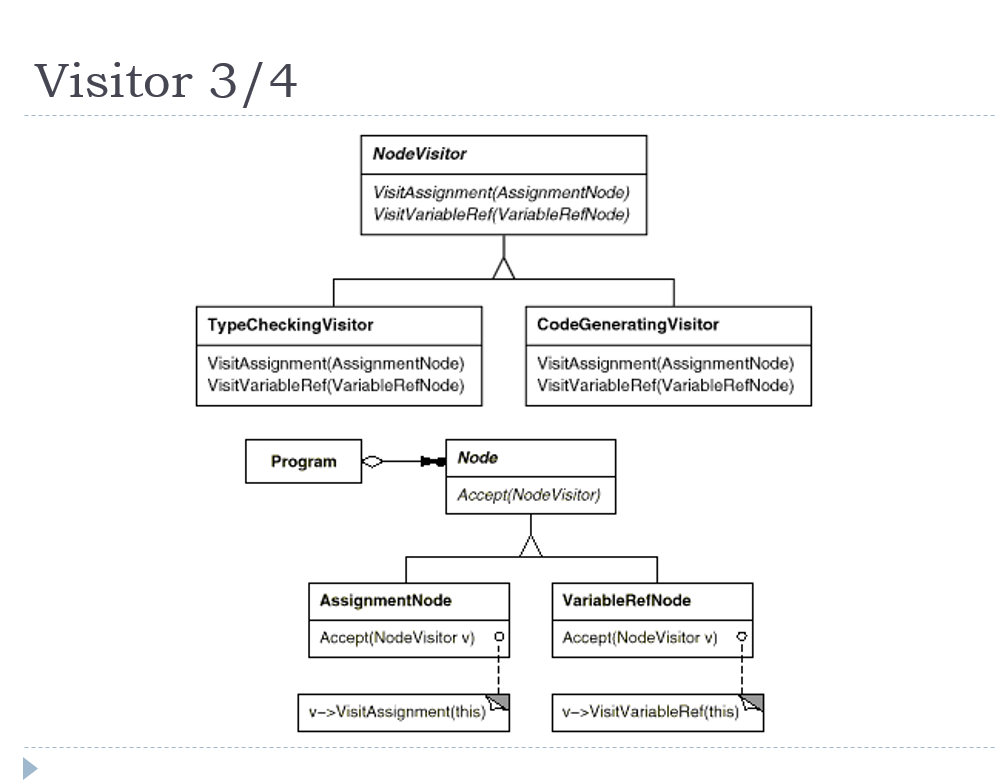 Visitor 3/4
NodeVisitor
VisitAssignment(AssignmentNode)
VisitVariableRef(VariableRefNode)
TypeCheckingVisitor
VisitAssignment(AssignmentNode)
VisitVariableRef(VariableRefNode)
CodeGeneratingVisitor
VisitAssignment(AssignmentNode)
VisitVariableRef(VariableRefNode)
Program
Node
Accept(NodeVisitor)
AssignmentNode
Accept(NodeVisitor v)
v–>VisitAssignment(this)
VariableRefNode
Accept(NodeVisitor v)
v–>VisitVariableRef(this)